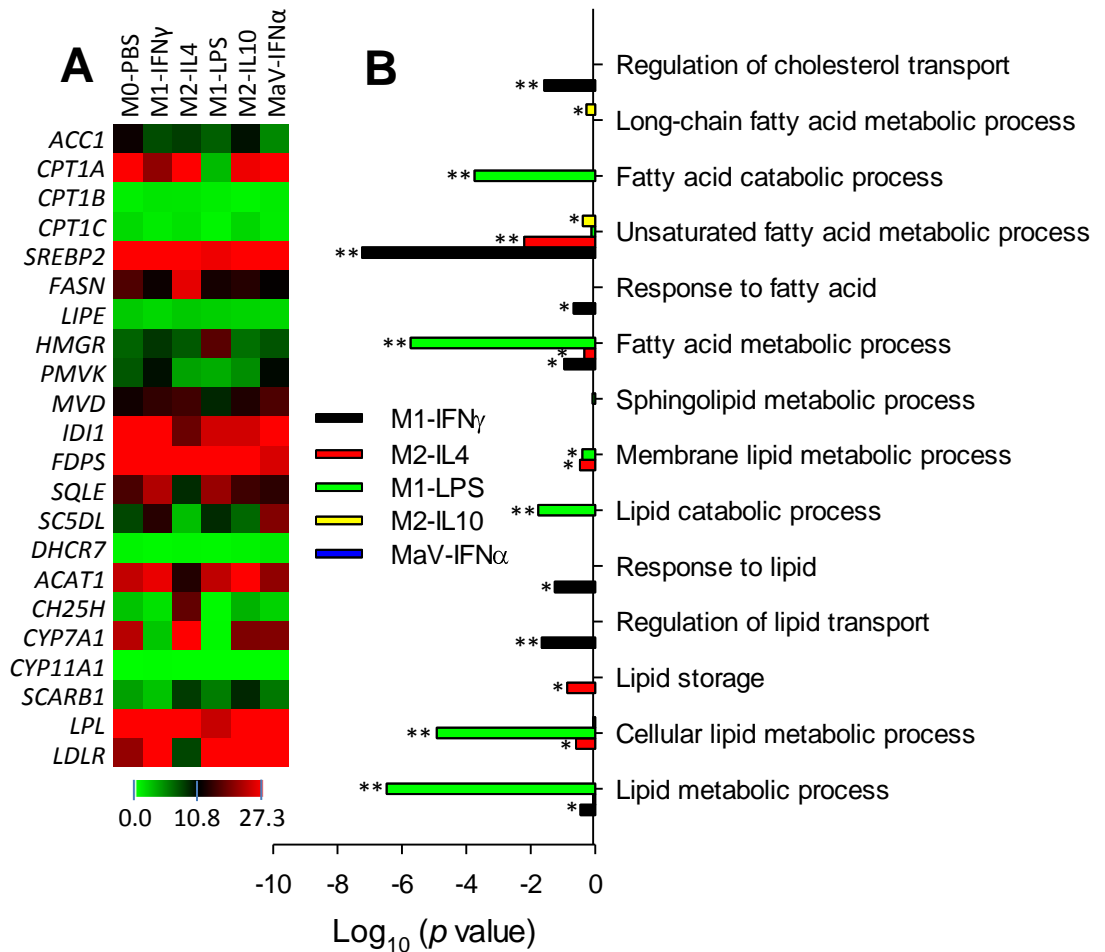 A
M0-PBS
M1-IFNγ
M2-IL4
M1-LPS
M2-IL10
MaV-IFNα
ACC1
CPT1A
CPT1B
CPT1C
SREBP2
FASN
LIPE
HMGR
PMVK
MVD
IDI1
FDPS
SQLE
SC5DL
DHCR7
ACAT1
CH25H
CYP7A1
CYP11A1
SCARB1
LPL
LDLR
0.0 10.8 27.3
B
** Regulation of cholesterol transport
* Long-chain fatty acid metabolic process
** Fatty acid catabolic process
*
** Unsaturated fatty acid metabolic process
**
* Response to fatty acid
** Fatty acid metabolic process
*
*
Sphingolipid metabolic process
* Membrane lipid metabolic process
*
** Lipid catabolic process
* Response to lipid
** Regulation of lipid transport
* Lipid storage
** Cellular lipid metabolic process
*
** Lipid metabolic process
*
M1-IFNγ
M2-IL4
M1-LPS
M2-IL10
MaV-IFNα
-10 -8 -6 -4 -2 0
Log10 (p value)